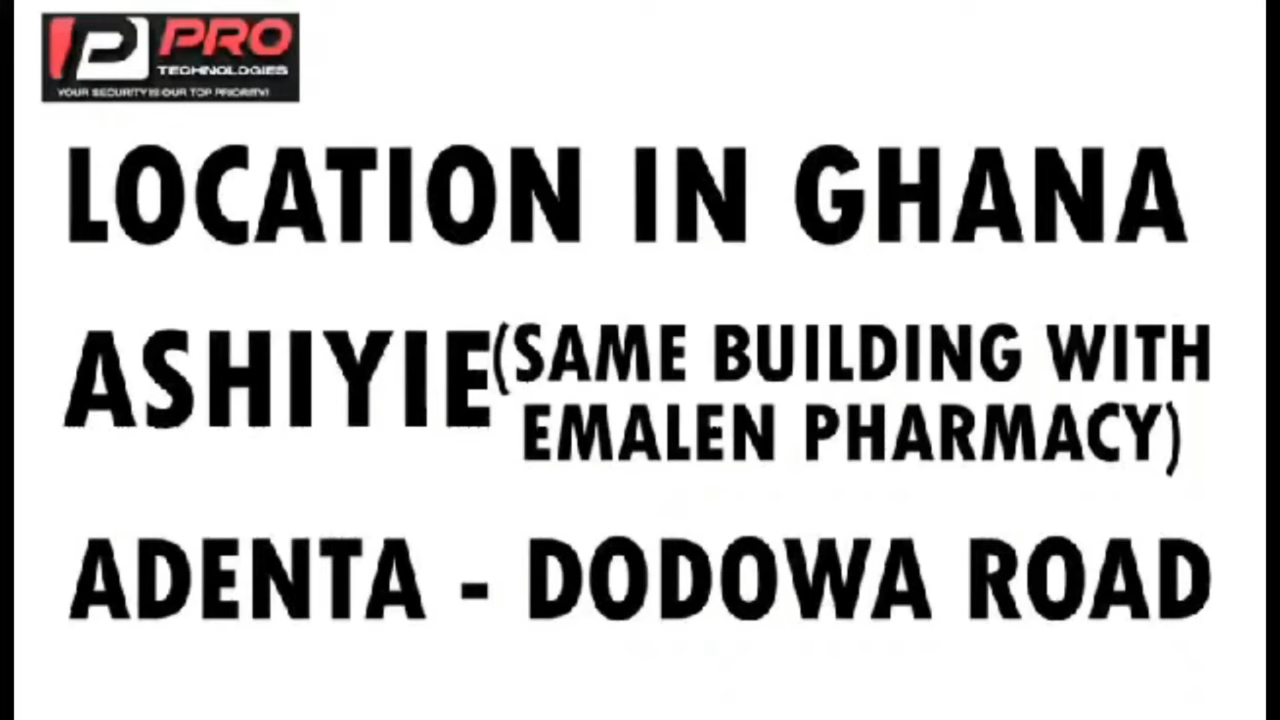 PRO
TECHNOLOGIES
YOUR SECURITY IS OUR TOP PRIORITY!
LOCATION IN GHANA
ASHIYIE (SAME BUILDING WITH
EMALEN PHARMACY)
ADENTA - DODOWA ROAD